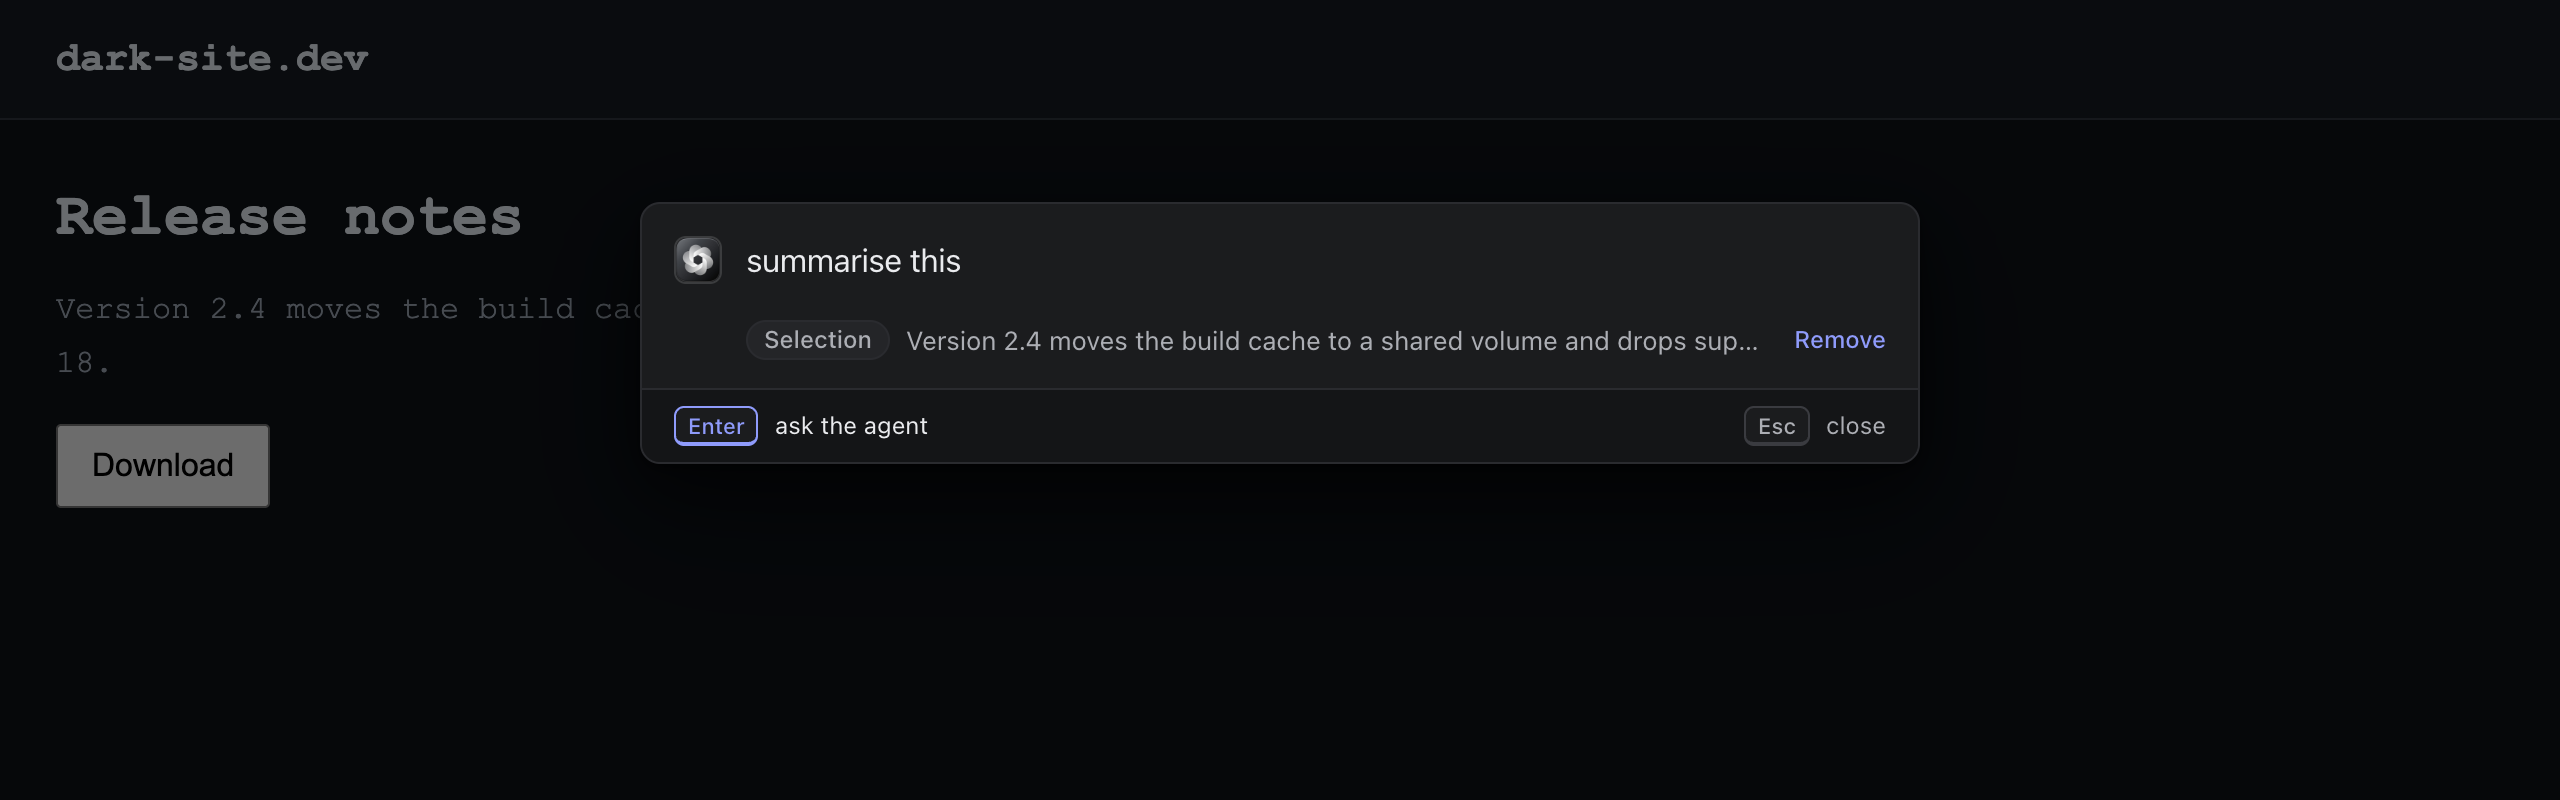 dark-site.dev
Release notes
Version 2.4 moves the build cac
18.
Download
summarise this
Selection Version 2.4 moves the build cache to a shared volume and drops sup... Remove
Enter ask the agent Esc close